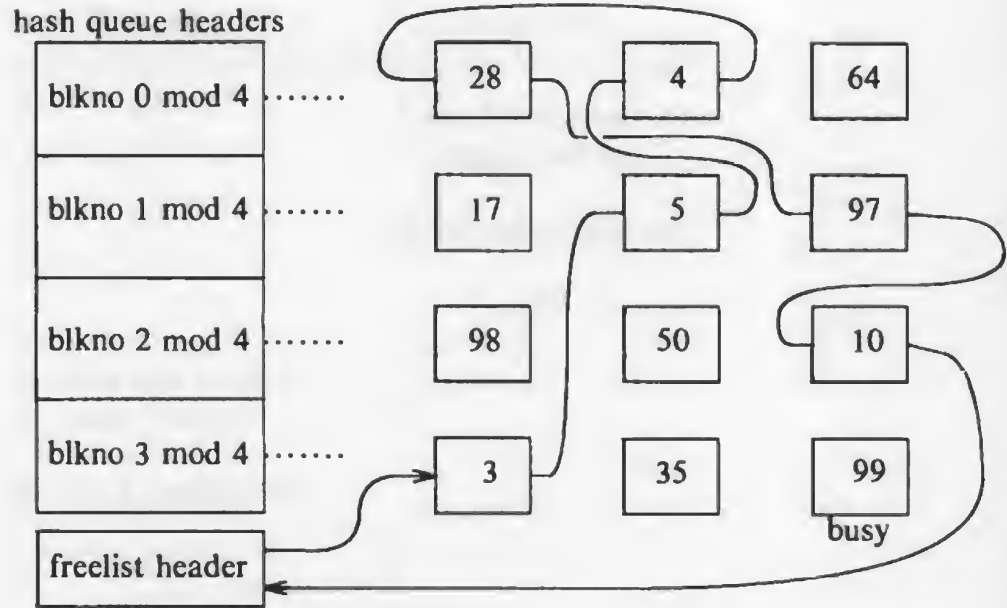 hash queue headers
blkno 0 mod 4 ...... 28 4 64
blkno 1 mod 4 ....... 17 5 97
blkno 2 mod 4 ....... 98 50 10
blkno 3 mod 4 ....... 3 35 99
busy
freelist header